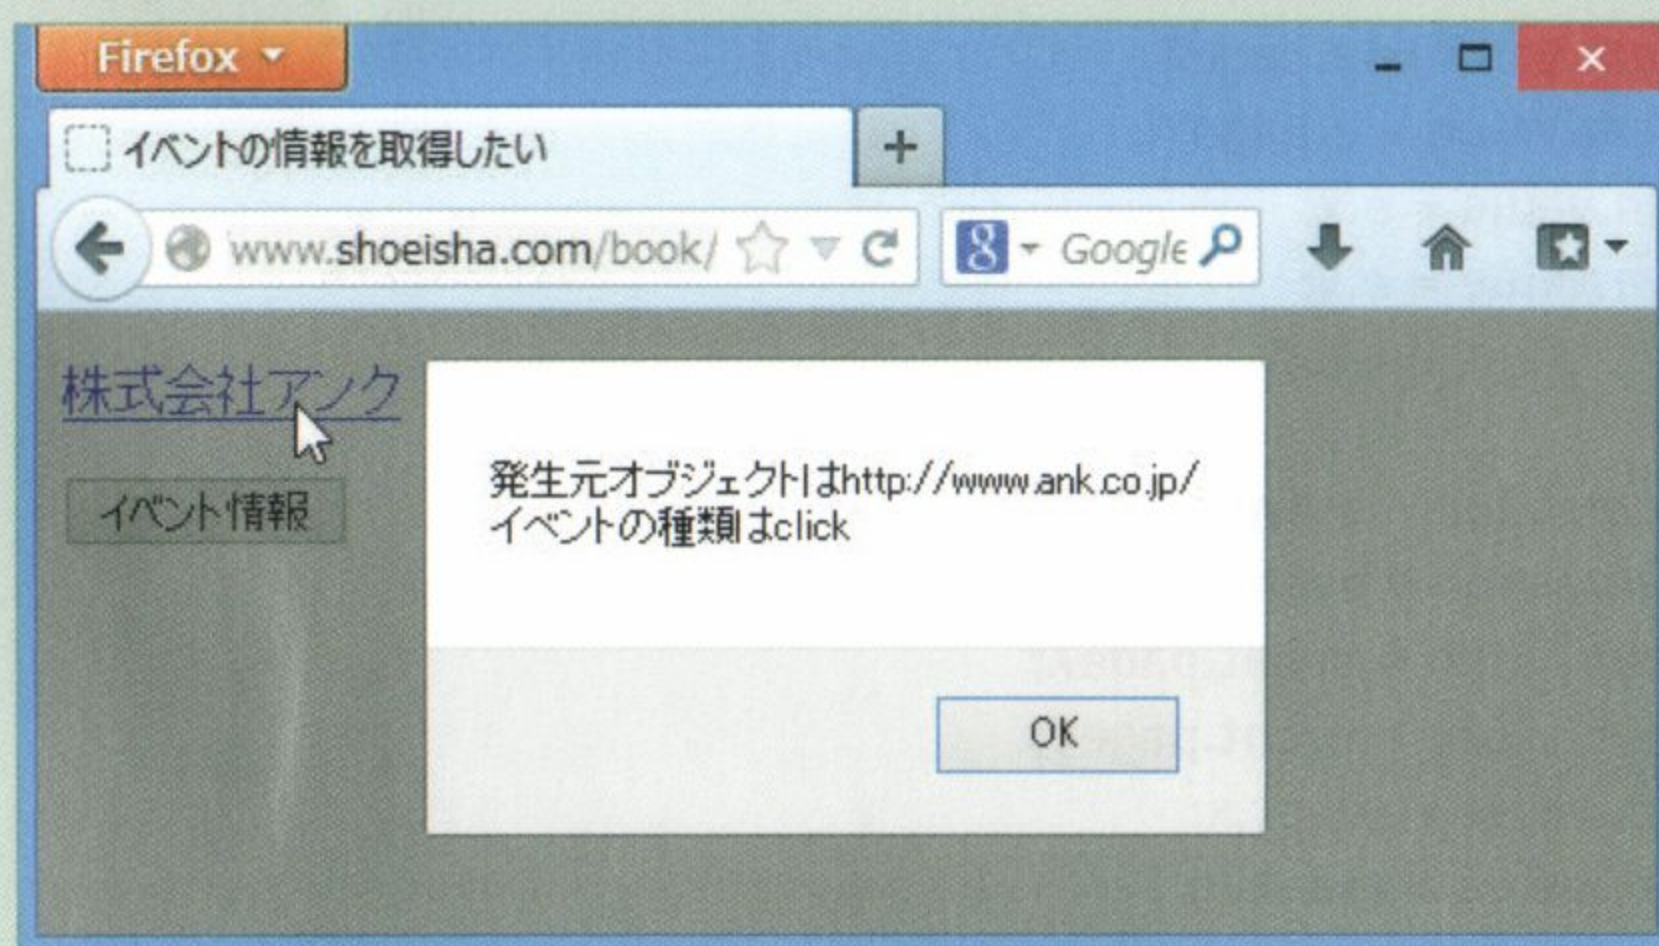 Firefox
イベントの情報を取得したい
www.shoeisha.com/book/
8 Google
株式会社アンク
イベント情報
発生元オブジェクトはhttp://www.ank.co.jp/
イベントの種類はclick
OK